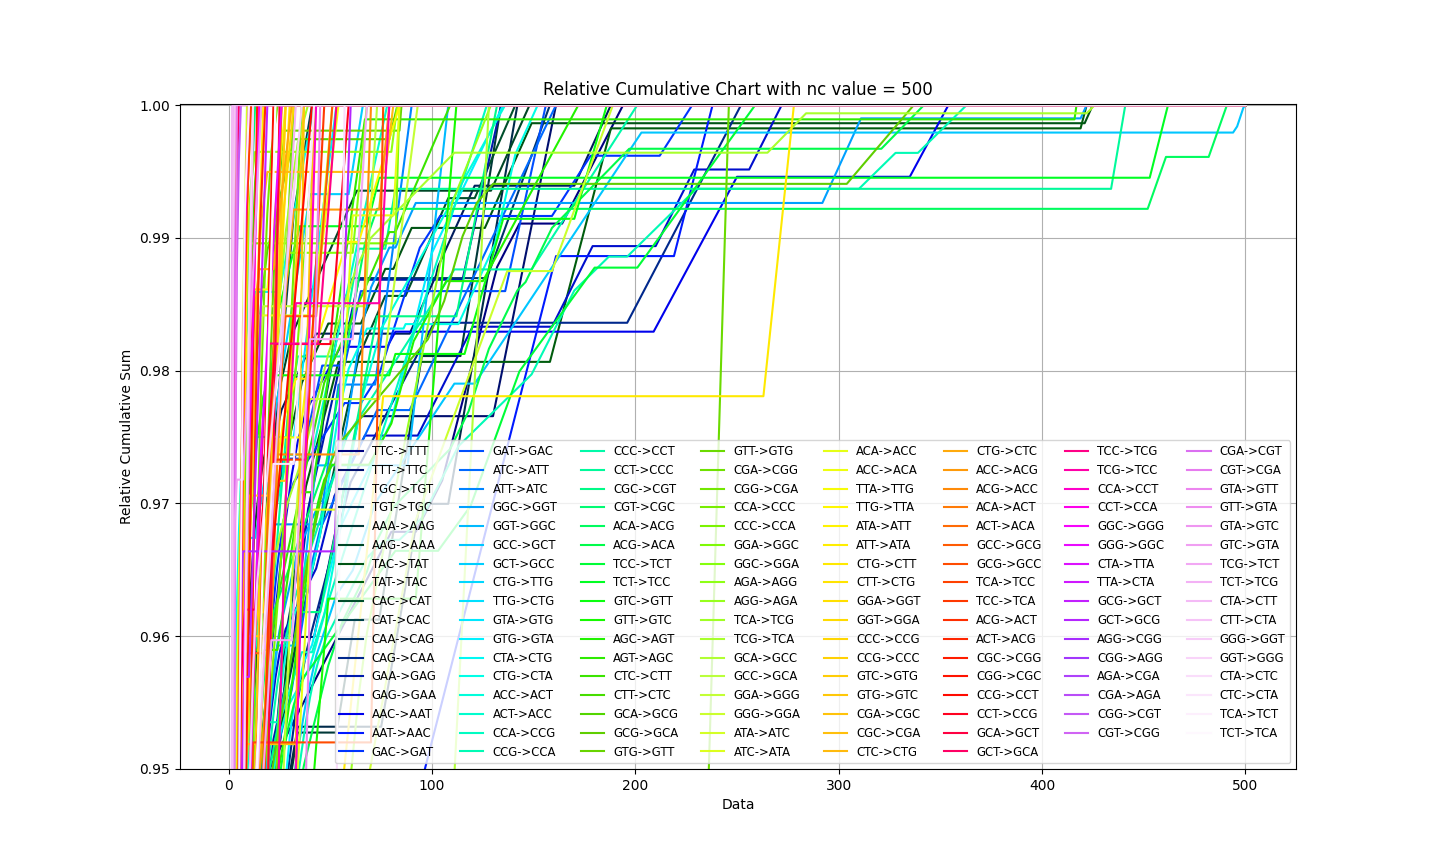 Relative Cumulative Chart with nc value = 500
1.00
0.99
0.98
0.97
0.96
0.95
Relative Cumulative Sum
TTC->TTT GAT->GAC CCC->CCT GTT->GTG ACA->ACC CTG->CTC TCC->TCG CGA->CGT
TTT->TTC ATC->ATT CCT->CCC CGA->CGG ACC->ACA ACC->ACG TCG->TCC CGT->CGA
TGC->TGT ATT->ATC CGC->CGT CGG->CGA TTA->TTG ACG->ACC CCA->CCT GTA->GTT
TGT->TGC GGC->GGT CGT->CGC CCA->CCC TTG->TTA ACA->ACT CCT->CCA GTT->GTA
AAA->AAG GGT->GGC ACA->ACG CCC->CCA ATA->ATT ACT->ACA GGC->GGG GTA->GTC
AAG->AAA GCC->GCT ACG->ACA GGA->GGC ATT->ATA GCC->GCG GGG->GGC GTC->GTA
TAC->TAT GCT->GCC TCC->TCT GGC->GGA CTG->CTT GCG->GCC CTA->TTA TCG->TCT
TAT->TAC CTG->TTG TCT->TCC AGA->AGG CTT->CTG TCA->TCC TTA->CTA TCT->TCG
CAC->CAT TTG->CTG GTC->GTT AGG->AGA GGA->GGT TCC->TCA GCG->GCT CTA->CTT
CAT->CAC GTA->GTG GTT->GTC TCA->TCG GGT->GGA ACG->ACT GCT->GCG CTT->CTA
CAA->CAG GTG->GTA AGC->AGT TCG->TCA CCC->CCG ACT->ACG AGG->CGG GGG->GGT
CAG->CAA CTA->CTG AGT->AGC GCA->GCC CCG->CCC CGC->CGG CGG->AGG GGT->GGG
GAA->GAG CTG->CTA CTC->CTT GCC->GCA GTC->GTG CGG->CGC AGA->CGA CTA->CTC
GAG->GAA ACC->ACT CTT->CTC GGA->GGG GTG->GTC CCG->CCT CGA->AGA CTC->CTA
AAC->AAT ACT->ACC GCA->GCG GGG->GGA CGA->CGC CCT->CCG CGG->CGT TCA->TCT
AAT->AAC CCA->CCG GCG->GCA ATA->ATC CGC->CGA GCA->GCT CGT->CGG TCT->TCA
GAC->GAT CCG->CCA GTG->GTT ATC->ATA CTC->CTG GCT->GCA
0 100 200 300 400 500
Data